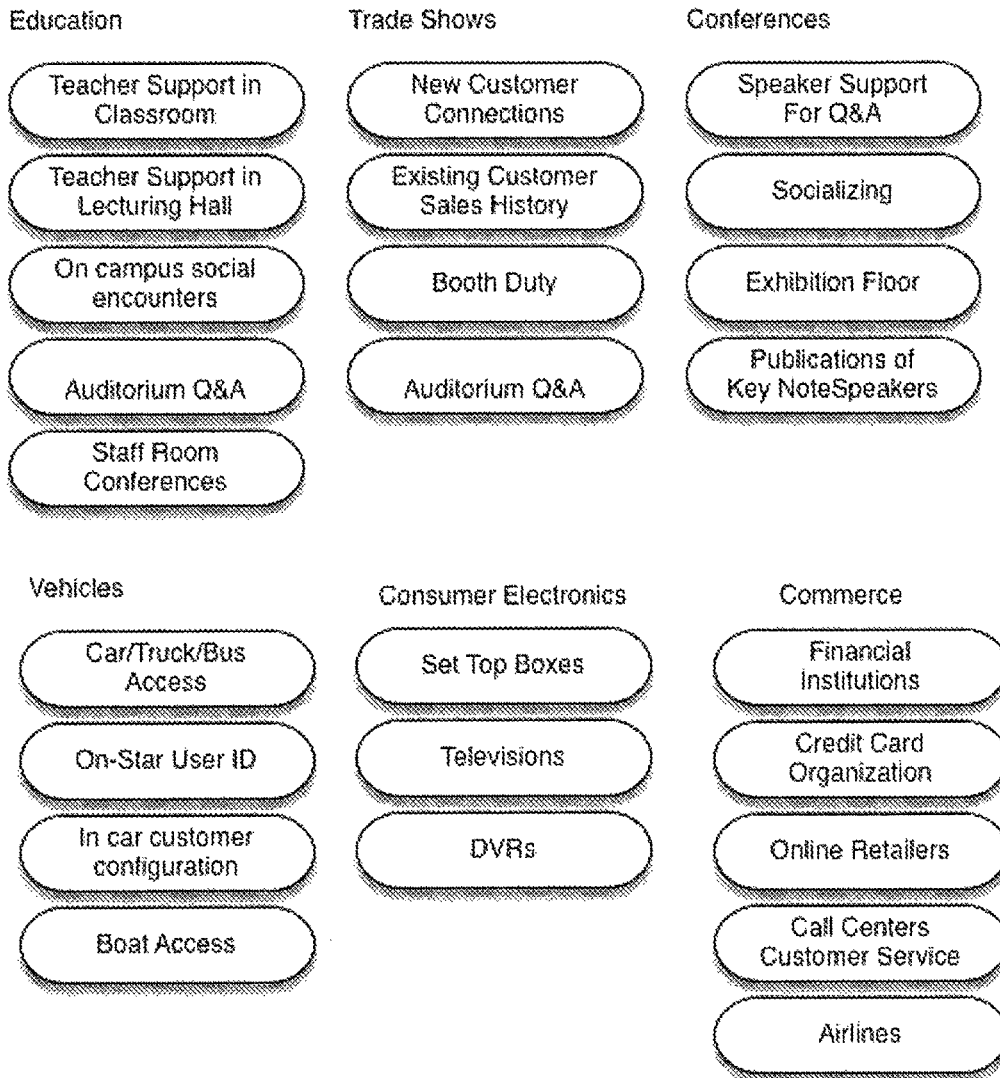 Education
Teacher Support in
Classroom
Teacher Support in
Lecturing Hall
On campus social
encounters
Auditorium Q&A
Staff Room
Conferences
Trade Shows
New Customer
Connections
Existing Customer
Sales History
Booth Duty
Auditorium Q&A
Conferences
Speaker Support
For Q&A
Socializing
Exhibition Floor
Publications of
Key NoteSpeakers
Vehicles
Car/Truck/Bus
Access
On-Star User ID
In car customer
configuration
Boat Access
Consumer Electronics
Set Top Boxes
Televisions
DVRs
Commerce
Financial
Institutions
Credit Card
Organization
Online Retailers
Call Centers
Customer Service
Airlines